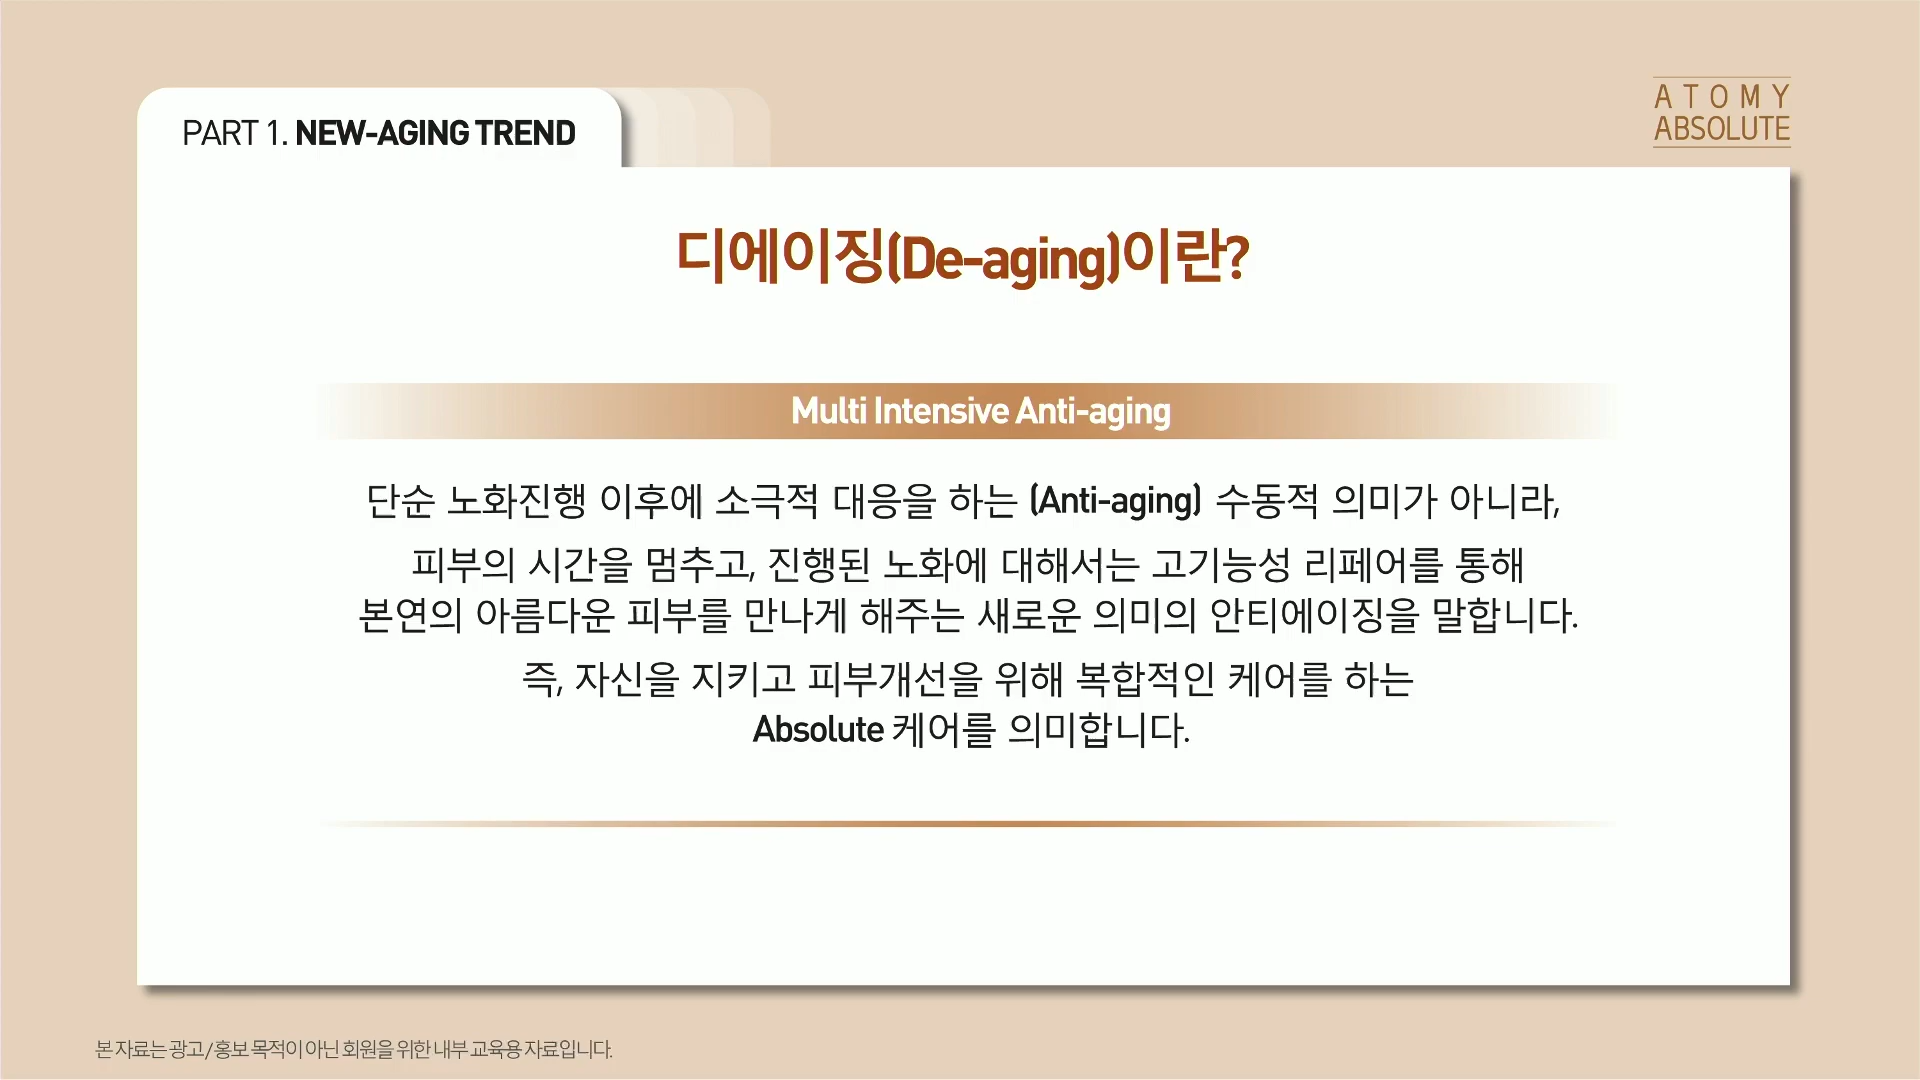 PART 1. NEW-AGING TREND
ATOMY
ABSOLUTE
디에이징(De-aging)이란?
Multi Intensive Anti-aging
단순 노화진행 이후에 소극적 대응을 하는 (Anti-aging) 수동적 의미가 아니라,
피부의 시간을 멈추고, 진행된 노화에 대해서는 고기능성 리페어를 통해
본연의 아름다운 피부를 만나게 해주는 새로운 의미의 안티에이징을 말합니다.
즉, 자신을 지키고 피부개선을 위해 복합적인 케어를 하는
Absolute 케어를 의미합니다.
본 자료는 광고/홍보 목적이 아닌 회원을 위한 내부 교육용 자료입니다.